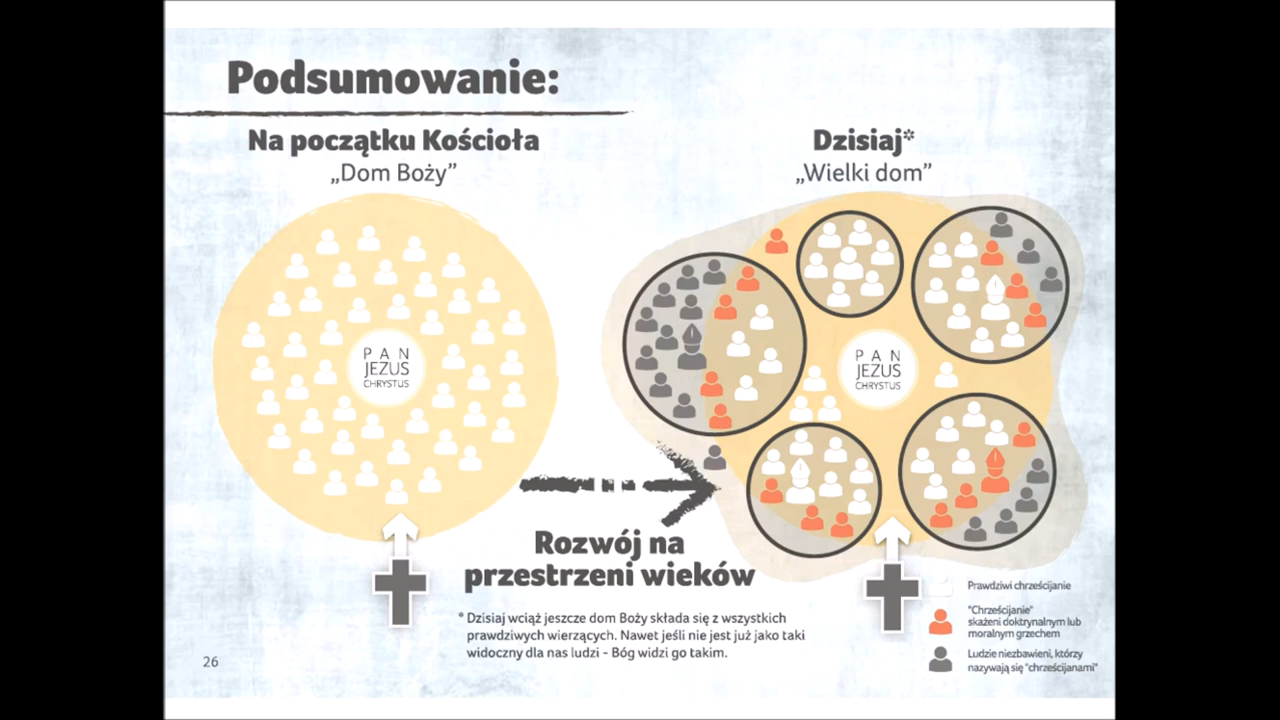 Podsumowanie:
Na początku Kościoła
„Dom Boży”
Dzisiaj*
„Wielki dom”
PAN
JEZUS
CHRYSTUS
PAN
JEZUS
CHRYSTUS
Rozwój na
przestrzeni wieków
* Dzisiaj wciąż jeszcze dom Boży składa się z wszystkich
prawdziwych wierzących. Nawet jeśli nie jest już jako taki
widoczny dla nas ludzi – Bóg widzi go takim.
Prawdziwi chrześcijanie
"Chrześcijanie"
skażeni doktrynalnym lub
moralnym grzechem
Ludzie niezbawieni, którzy
nazywają się "chrześcijanami"
26